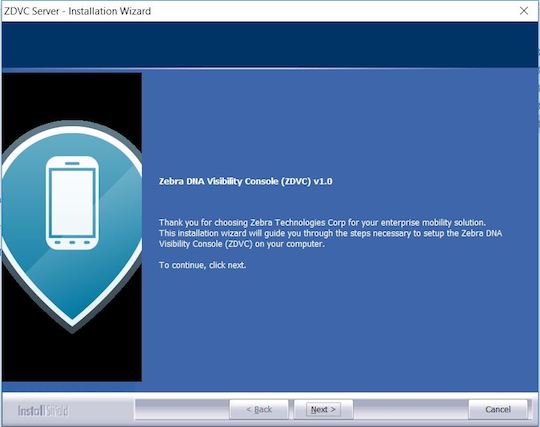 ZDVC Server - Installation Wizard
Zebra DNA Visibility Console (ZDVC) v1.0
Thank you for choosing Zebra Technologies Corp for your enterprise mobility solution.
This installation wizard will guide you through the steps necessary to setup the Zebra DNA
Visibility Console (ZDVC) on your computer.
To continue, click next.
InstallShield
< Back
Next >
Cancel